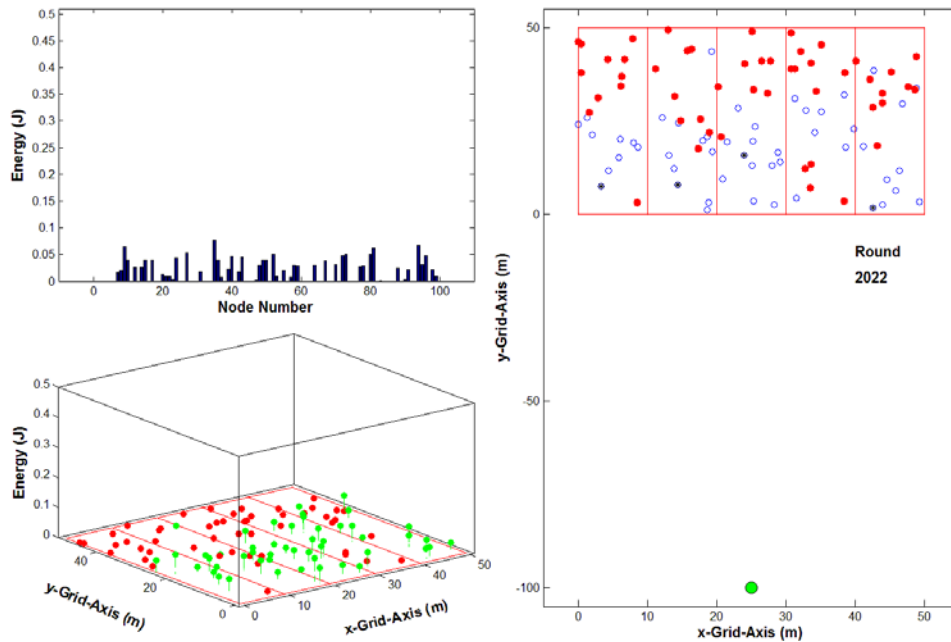 0.5
0.45
0.4
0.35
0.3
0.25
0.2
0.15
0.1
0.05
0
Energy (J)
0 20 40 60 80 100
Node Number
0.5
0.4
0.3
0.2
0.1
0
Energy (J)
40
20
0
y-Grid-Axis (m)
0 10 20 30 40 50
x-Grid-Axis (m)
50
0
-50
-100
y-Grid-Axis (m)
Round
2022
0 10 20 30 40 50
x-Grid-Axis (m)